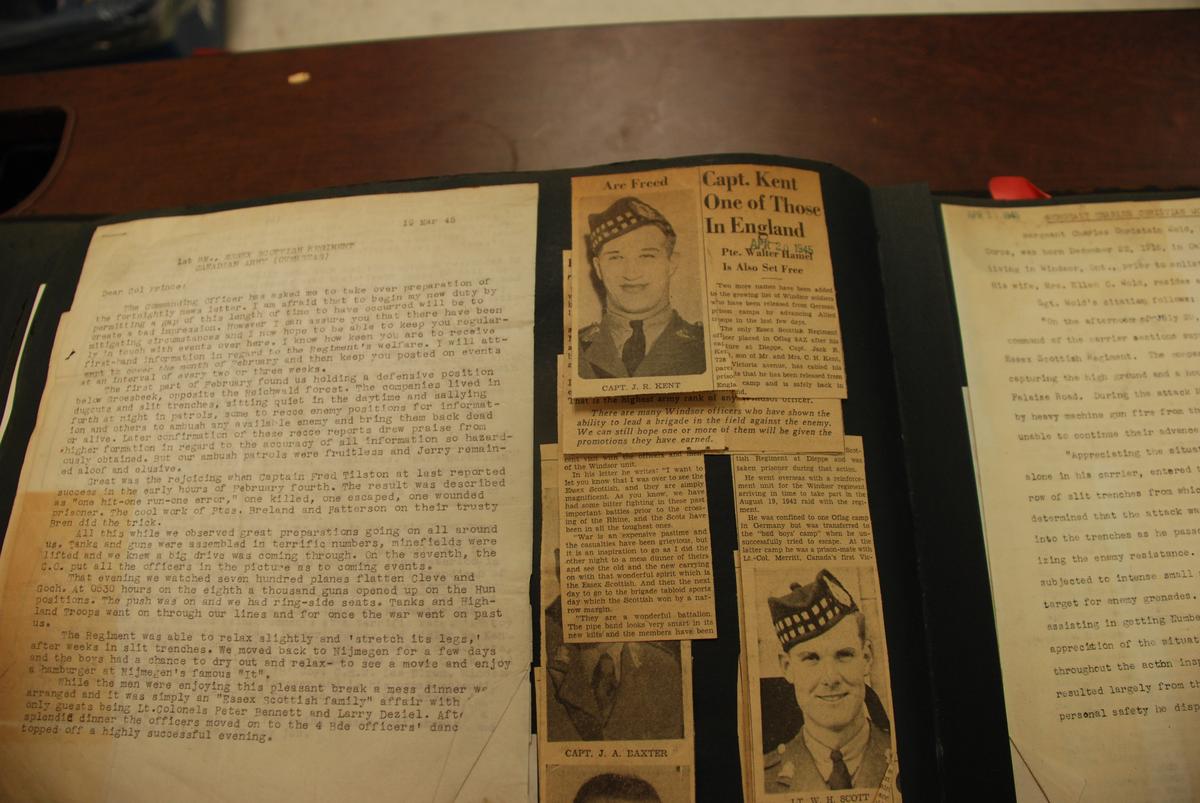 19 Mar 45
1st BN., ESSEX SCOTTISH REGIMENT
CANADIAN ARMY (OVERSEAS)
Dear Col Prince:
The commanding Officer has asked me to take over preparation of
the fortnightly news letter. I am afraid that to begin my new duty by
permitting a gap of this length of time to have occurred will be to
create a bad impression. However I can assure you that there have been
mitigating circumstances and I now hope to be able to keep you regular-
ly in touch with events over here. I know how keen you are to receive
first-hand information in regard to the Regiment's welfare. I will att-
empt to cover the month of February and then keep you posted on events
at an interval of every two or three weeks.
The first part of February found us holding a defensive position
below Groesbeek, opposite the Reichwald forest. The companies lived in
dugouts and slit trenches, sitting quiet in the daytime and sallying
forth at night in patrols, some to recce enemy positions for informat-
ion and others to ambush any available enemy and bring them back dead
or alive. Later confirmation of these recce reports drew praise from
higher formation in regard to the accuracy of all information so hazard-
ously obtained. But our ambush patrols were fruitless and Jerry remain-
ed aloof and elusive.
Great was the rejoicing when Captain Fred Tilston at last reported
success in the early hours of February fourth. The result was described
as "one hit-one run-one error," one killed, one escaped, one wounded
prisoner. The cool work of Ptes. Breland and Patterson on their trusty
Bren did the trick.
All this while we observed great preparations going on all around
us. Tanks and guns were assembled in terrific numbers, minefields were
lifted and we knew a big drive was coming through. On the seventh, the
C.O. put all the officers in the picture as to coming events.
That evening we watched seven hundred planes flatten Cleve and
Goch. At 0530 hours on the eighth a thousand guns opened up on the Hun
positions. The push was on and we had ring-side seats. Tanks and High-
land Troops went on through our lines and for once the war went on past
us.
The Regiment was able to relax slightly and 'stretch its legs,'
after weeks in slit trenches. We moved back to Nijmegen for a few days
and the boys had a chance to dry out and relax- to see a movie and enjoy
a hamburger at Nijmegen's famous "It".
While the men were enjoying this pleasant break a mess dinner
arranged and it was simply an "Essex Scottish family" affair with
only guests being Lt.Colonels Peter Bennett and Larry Deziel.
splendid dinner the officers moved on to the 4 Bde officers' danc
topped off a highly successful evening.
Are Freed
CAPT. J. R. KENT
Capt. Kent
One of Those
In England
APR 20 1945
Pte. Walter Hamel
Is Also Set Free
Two more names have been added
to the growing list of Windsor soldiers
who have been released from German
prison camps by advancing Allied
troops in the last few days.
The only Essex Scottish Regiment
officer placed in Oflag 9AZ after his
capture at Dieppe, Capt. Jack R.
Kent, son of Mr. and Mrs. C. H. Kent,
Victoria avenue, has cabled his
parents that he has been released from
camp and is safely back in
England.
That is the highest army rank of any Windsor officer.
There are many Windsor officers who have shown the
ability to lead a brigade in the field against the enemy.
We can still hope one or more of them will be given the
promotions they have earned.
of the Windsor unit.
In his letter he writes: "I want to
let you know that I was over to see the
Essex Scottish, and they are simply
magnificent. As you know, we have
had some bitter fighting in these past
important battles prior to the cross-
ing of the Rhine, and the Scots have
been in all the toughest ones.
"War is an expensive pastime and
the casualties have been grievous, but
it is an inspiration to go as I did the
other night to a mess dinner of theirs
and see the old and the new carrying
on with that wonderful spirit which is
the Essex Scottish. And then the next
day to go to the brigade tabloid sports
day which the Scottish won by a nar-
row margin.
"They are a wonderful battalion.
The pipe band looks very smart in its
new kilts and the members have been
CAPT. J. A. BAXTER
Scot-
tish Regiment at Dieppe and was
taken prisoner during that action.
He went overseas with a reinforce-
ment unit for the Windsor regiment
arriving in time to take part in the
August 19, 1942 raid with the regi-
ment.
He was confined to one Oflag camp
in Germany but was transferred to
the "bad boys' camp" when he un-
successfully tried to escape. At the
latter camp he was a prison-mate with
Lt.-Col. Merritt, Canada's first Vic-
LT. W. H. SCOTT
SERGEANT CHARLES CHRISTIAN
Sergeant Charles Christain Wold,
Corps, was born December 22, 1915, in
living in Windsor, Ont., prior to enlist
His wife, Mrs. Ellen C. Wold, resides
Sgt. Wold's citation follows:
"On the afternoon of July
command of the carrier sections
Essex Scottish Regiment. The
capturing the high ground and a
Falaise Road. During the attack
by heavy machine gun fire from
unable to continue their advance
"Appreciating the situat
alone in his carrier, entered
row of slit trenches from which
determined that the attack wa
into the trenches as he passe
izing the enemy resistance.
subjected to intense small
target for enemy grenades.
assisting in getting Numbe
appreciation of the situa
throughout the action insp
resulted largely from th
personal safety he disp